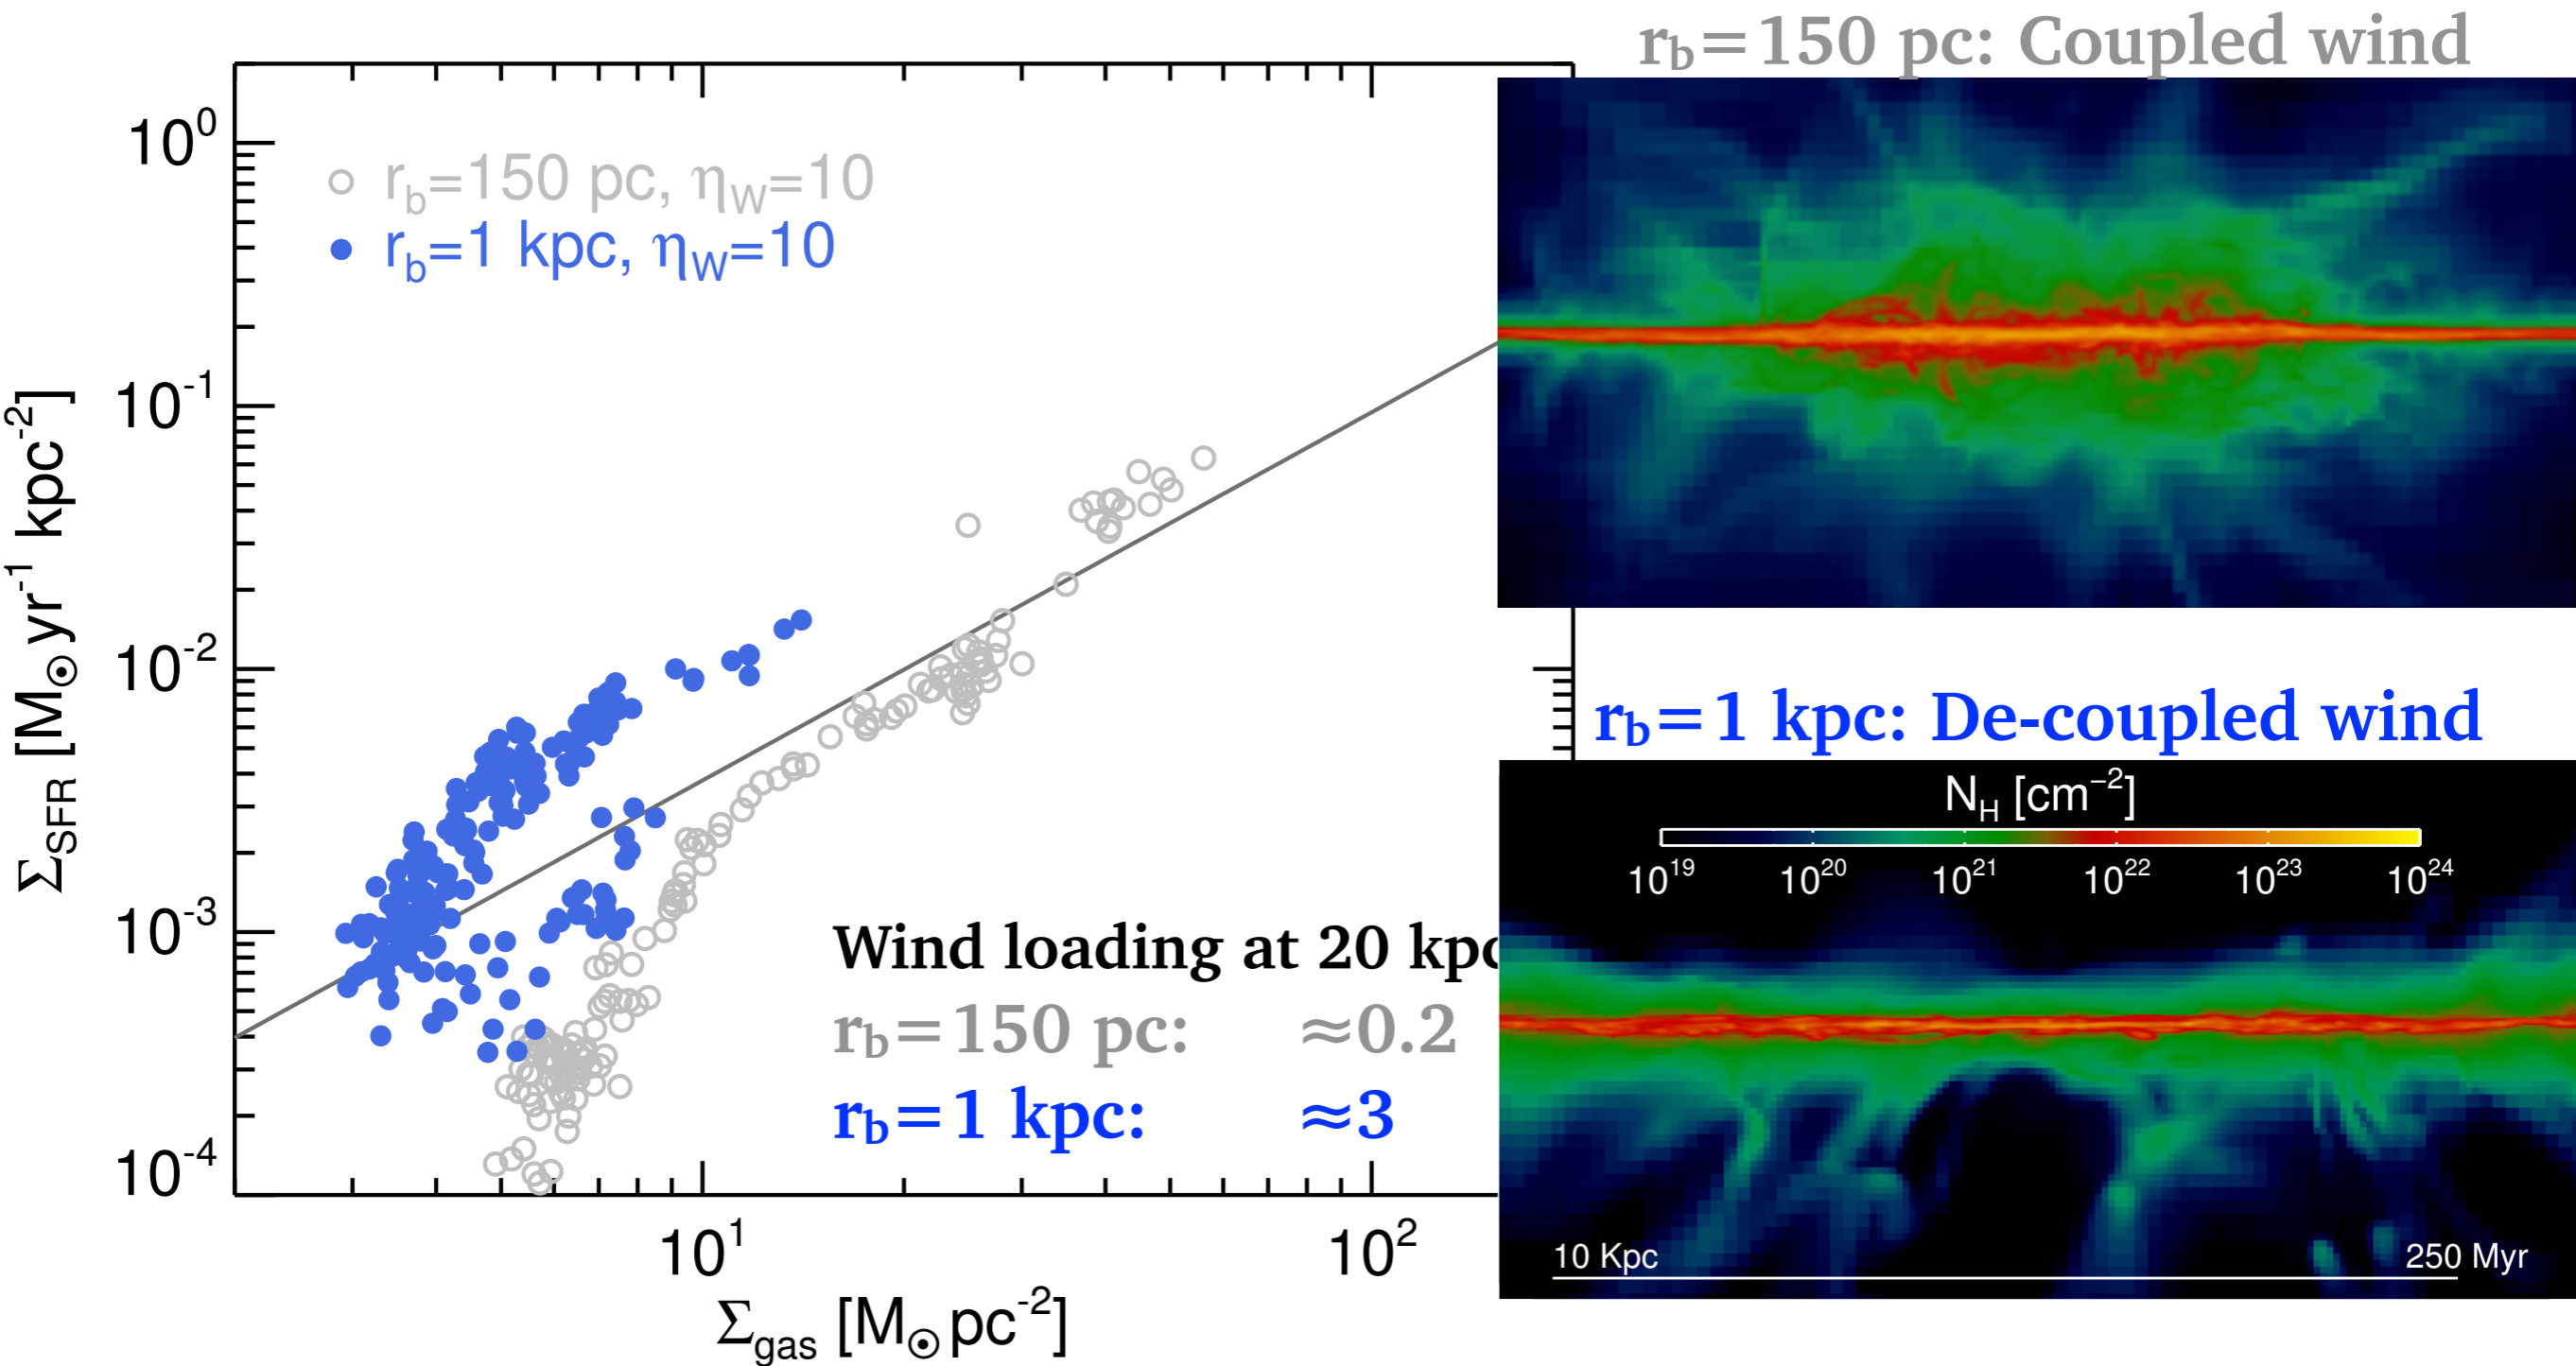 r_b=150 pc: Coupled wind
10^0
r_b=150 pc, η_W=10
r_b=1 kpc, η_W=10
10^-1
Σ_SFR [M_⊙ yr^-1 kpc^-2]
10^-2
r_b=1 kpc: De-coupled wind
N_H [cm^-2]
10^19 10^20 10^21 10^22 10^23 10^24
10^-3
Wind loading at 20 kpc
r_b=150 pc: ≈0.2
r_b=1 kpc: ≈3
10^-4
10 Kpc 250 Myr
10^1 10^2
Σ_gas [M_⊙ pc^-2]